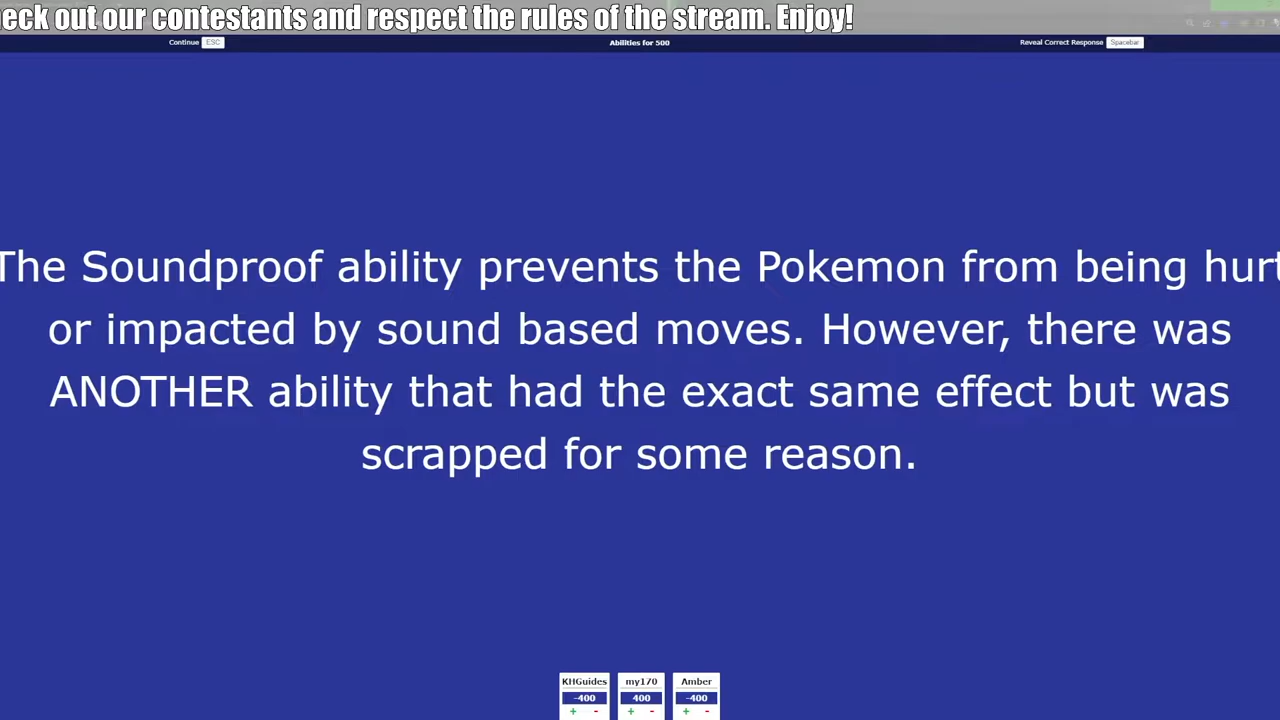 heck out our contestants and respect the rules of the stream. Enjoy!
Continue ESC
Abilities for 500
Reveal Correct Response Spacebar
The Soundproof ability prevents the Pokemon from being hurt
or impacted by sound based moves. However, there was
ANOTHER ability that had the exact same effect but was
scrapped for some reason.
KHGuides my170 Amber
-400 400 -400
+ - + - + -